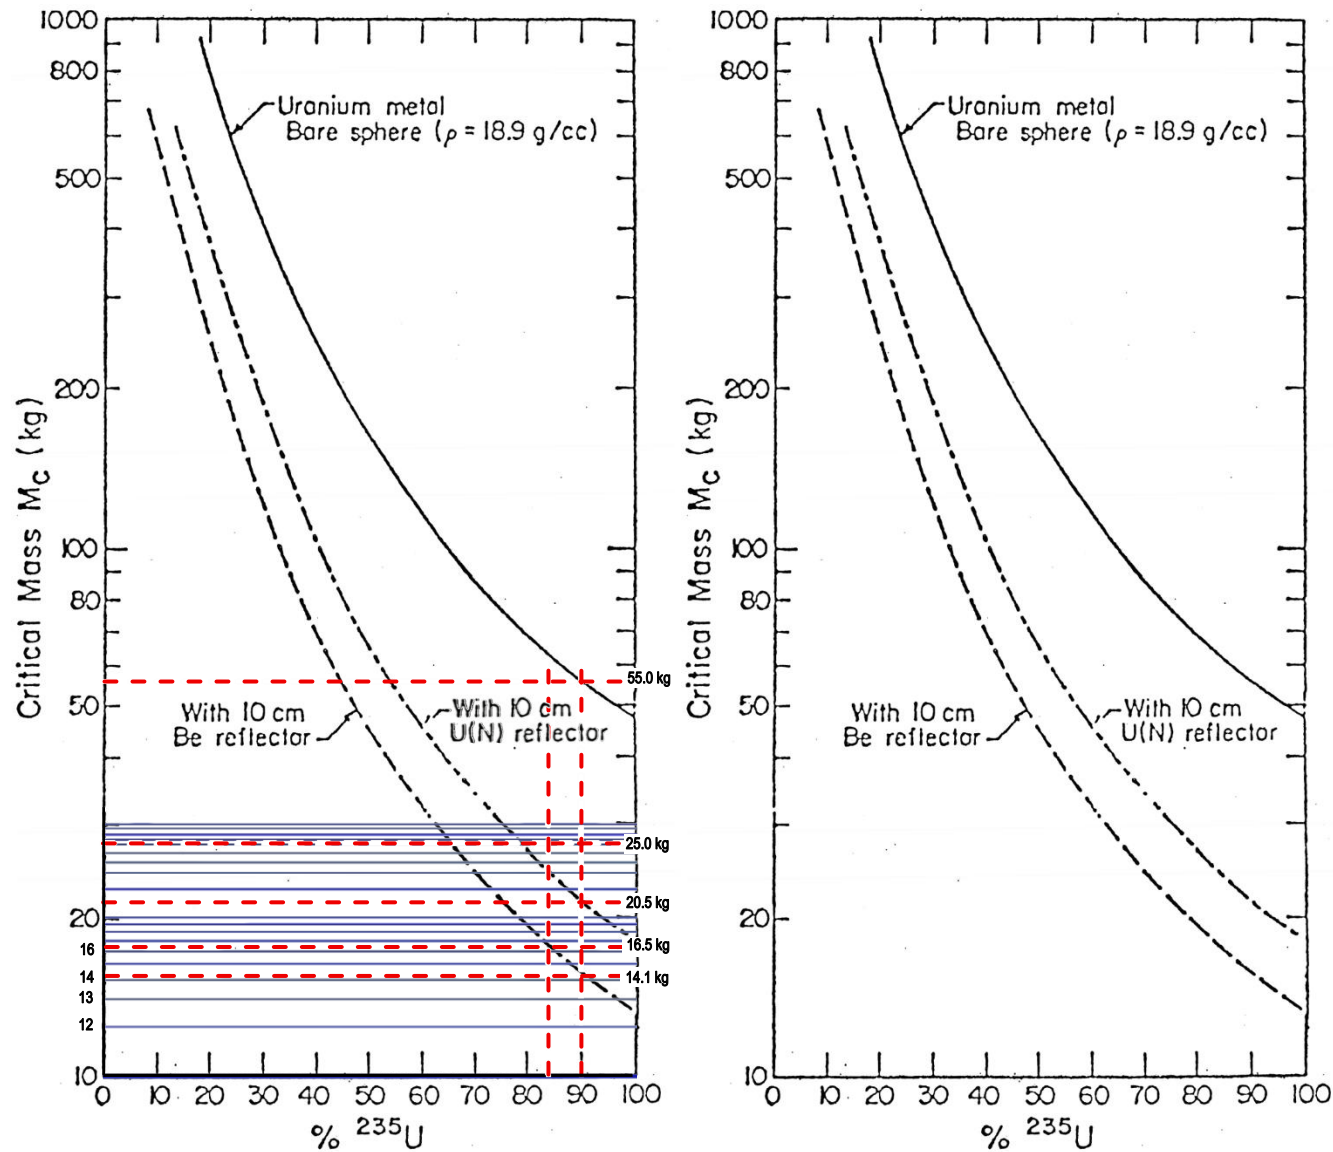 1000
800
500
200
100
80
50
20
16
14
13
12
10
Critical Mass M_C (kg)
Uranium metal
Bare sphere (ρ = 18.9 g/cc)
With 10 cm
Be reflector
With 10 cm
U(N) reflector
55.0 kg
25.0 kg
20.5 kg
16.5 kg
14.1 kg
0 10 20 30 40 50 60 70 80 90 100
% ²³⁵U
1000
800
500
200
100
80
50
20
10
Critical Mass M_C (kg)
Uranium metal
Bare sphere (ρ = 18.9 g/cc)
With 10 cm
Be reflector
With 10 cm
U(N) reflector
0 10 20 30 40 50 60 70 80 90 100
% ²³⁵U